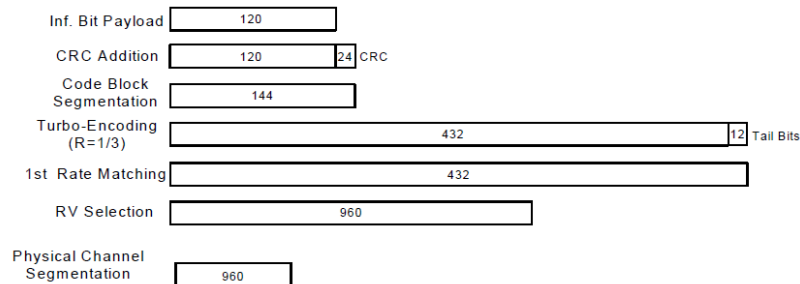 Inf. Bit Payload 120
CRC Addition 120 24 CRC
Code Block
Segmentation 144
Turbo-Encoding
(R=1/3) 432 12 Tail Bits
1st Rate Matching 432
RV Selection 960
Physical Channel
Segmentation 960